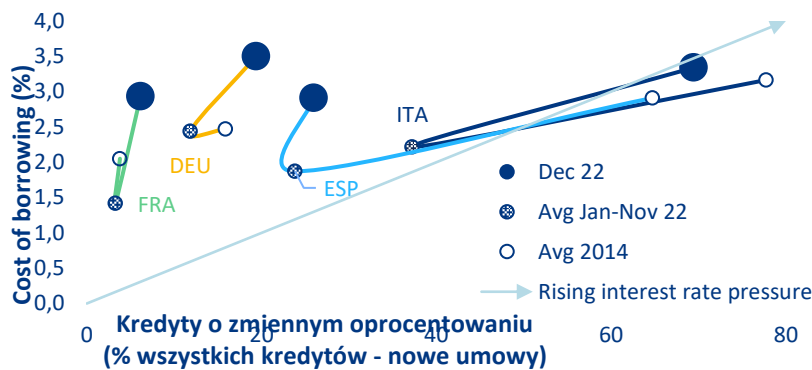 Cost of borrowing (%)
4,0
3,5
3,0
2,5
2,0
1,5
1,0
0,5
0,0
ITA
DEU
ESP
FRA
Dec 22
Avg Jan-Nov 22
Avg 2014
Rising interest rate pressure
0
20
40
60
80
Kredyty o zmiennym oprocentowaniu
(% wszystkich kredytów - nowe umowy)